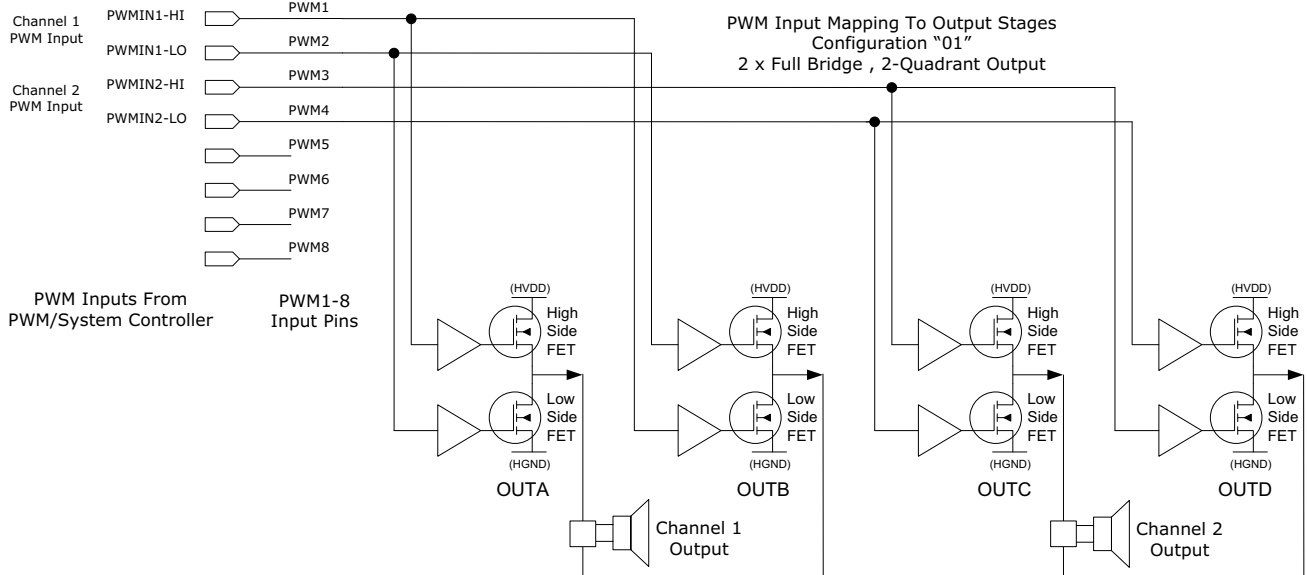 Channel 1
PWM Input
PWMIN1-HI
PWM1
PWMIN1-LO
PWM2
Channel 2
PWM Input
PWMIN2-HI
PWM3
PWMIN2-LO
PWM4
PWM5
PWM6
PWM7
PWM8
PWM Input Mapping To Output Stages
Configuration “01”
2 x Full Bridge , 2-Quadrant Output
PWM Inputs From
PWM/System Controller
PWM1-8
Input Pins
(HVDD)
High
Side
FET
Low
Side
FET
(HGND)
OUTA
(HVDD)
High
Side
FET
Low
Side
FET
(HGND)
OUTB
(HVDD)
High
Side
FET
Low
Side
FET
(HGND)
OUTC
(HVDD)
High
Side
FET
Low
Side
FET
(HGND)
OUTD
Channel 1
Output
Channel 2
Output